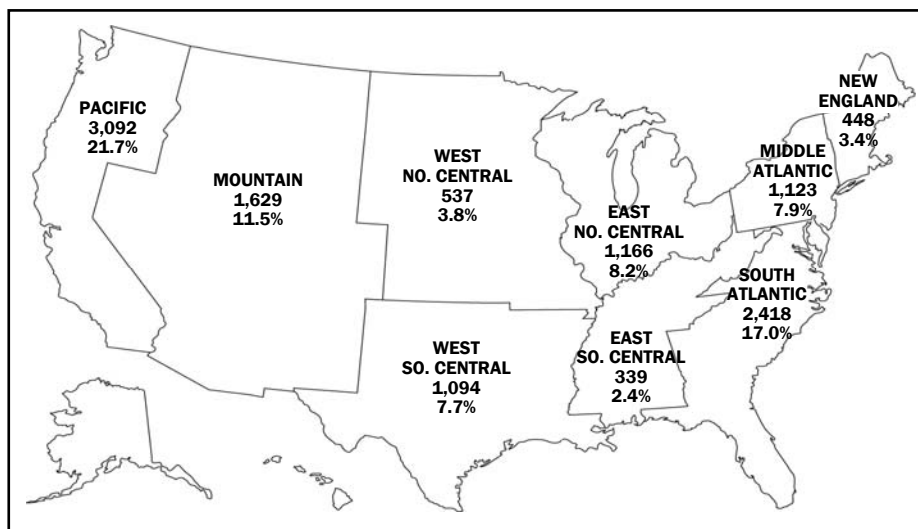 PACIFIC
3,092
21.7%
MOUNTAIN
1,629
11.5%
WEST
NO. CENTRAL
537
3.8%
WEST
SO. CENTRAL
1,094
7.7%
EAST
NO. CENTRAL
1,166
8.2%
EAST
SO. CENTRAL
339
2.4%
NEW
ENGLAND
448
3.4%
MIDDLE
ATLANTIC
1,123
7.9%
SOUTH
ATLANTIC
2,418
17.0%